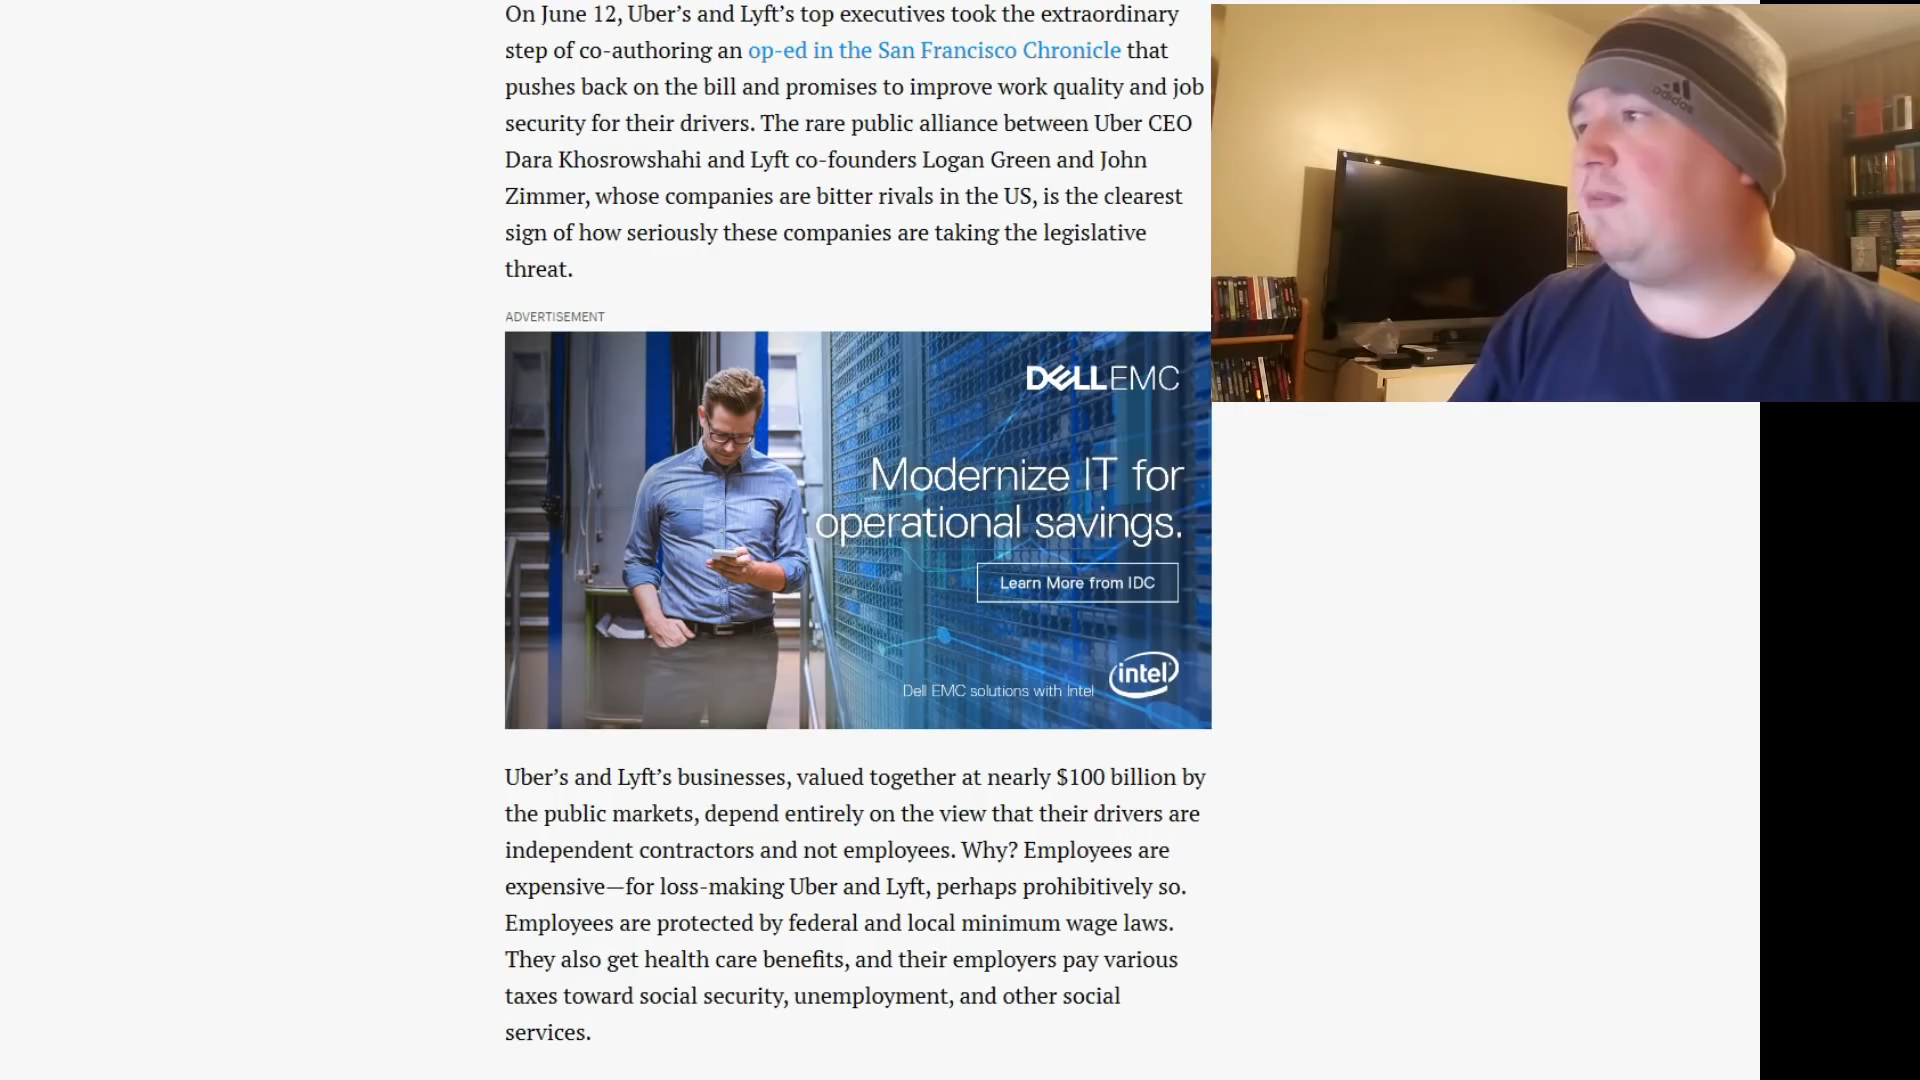 On June 12, Uber’s and Lyft’s top executives took the extraordinary
step of co-authoring an op-ed in the San Francisco Chronicle that
pushes back on the bill and promises to improve work quality and job
security for their drivers. The rare public alliance between Uber CEO
Dara Khosrowshahi and Lyft co-founders Logan Green and John
Zimmer, whose companies are bitter rivals in the US, is the clearest
sign of how seriously these companies are taking the legislative
threat.
ADVERTISEMENT
DELLEMC
Modernize IT for
operational savings.
Learn More from IDC
intel
Dell EMC solutions with Intel
Uber’s and Lyft’s businesses, valued together at nearly $100 billion by
the public markets, depend entirely on the view that their drivers are
independent contractors and not employees. Why? Employees are
expensive—for loss-making Uber and Lyft, perhaps prohibitively so.
Employees are protected by federal and local minimum wage laws.
They also get health care benefits, and their employers pay various
taxes toward social security, unemployment, and other social
services.
adidas